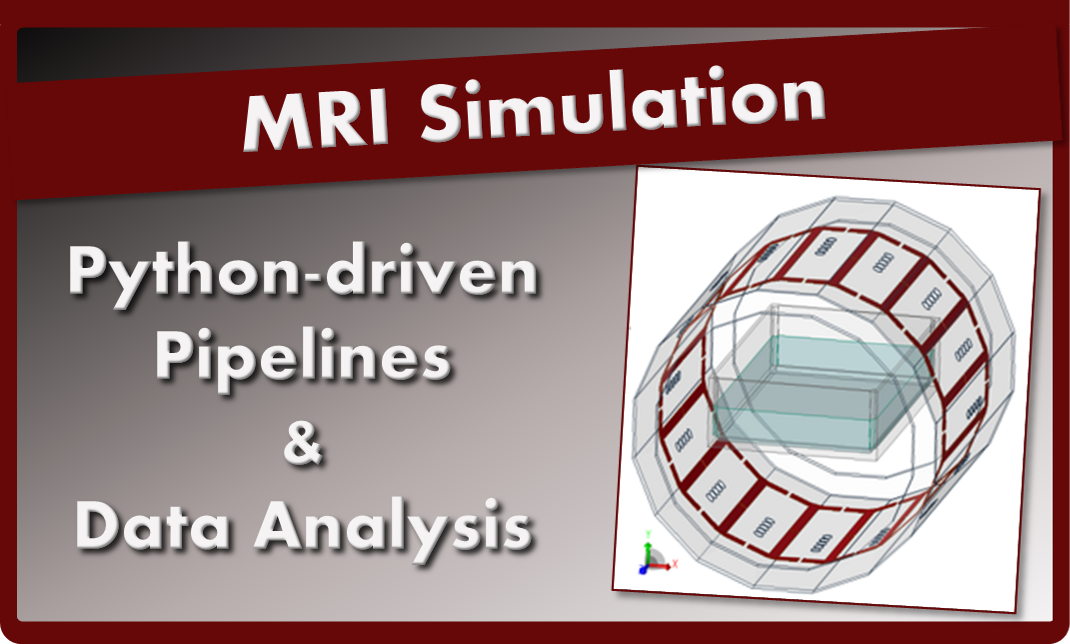 MRI Simulation
Python-driven
Pipelines
&
Data Analysis
Y
X